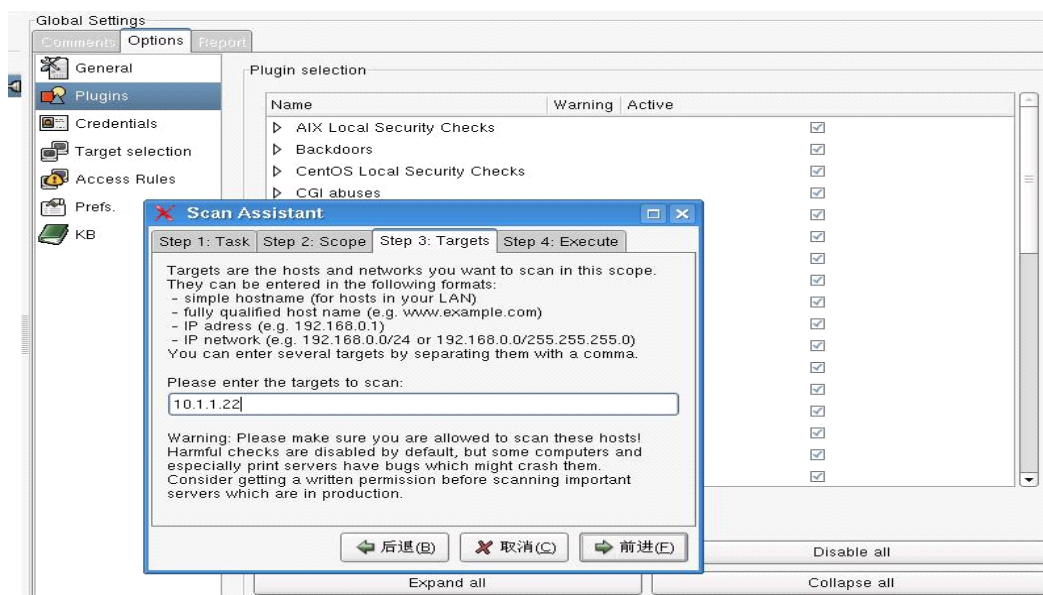 Global Settings
Comments Options Report
General
Plugins
Credentials
Target selection
Access Rules
Prefs.
KB
Plugin selection
Name Warning Active
AIX Local Security Checks
Backdoors
CentOS Local Security Checks
CGI abuses
Scan Assistant
Step 1: Task Step 2: Scope Step 3: Targets Step 4: Execute
Targets are the hosts and networks you want to scan in this scope.
They can be entered in the following formats:
- simple hostname (for hosts in your LAN)
- fully qualified host name (e.g. www.example.com)
- IP adress (e.g. 192.168.0.1)
- IP network (e.g. 192.168.0.0/24 or 192.168.0.0/255.255.255.0)
You can enter several targets by separating them with a comma.
Please enter the targets to scan:
10.1.1.22
Warning: Please make sure you are allowed to scan these hosts!
Harmful checks are disabled by default, but some computers and
especially print servers have bugs which might crash them.
Consider getting a written permission before scanning important
servers which are in production.
后退(B) 取消(C) 前进(F)
Disable all
Expand all Collapse all